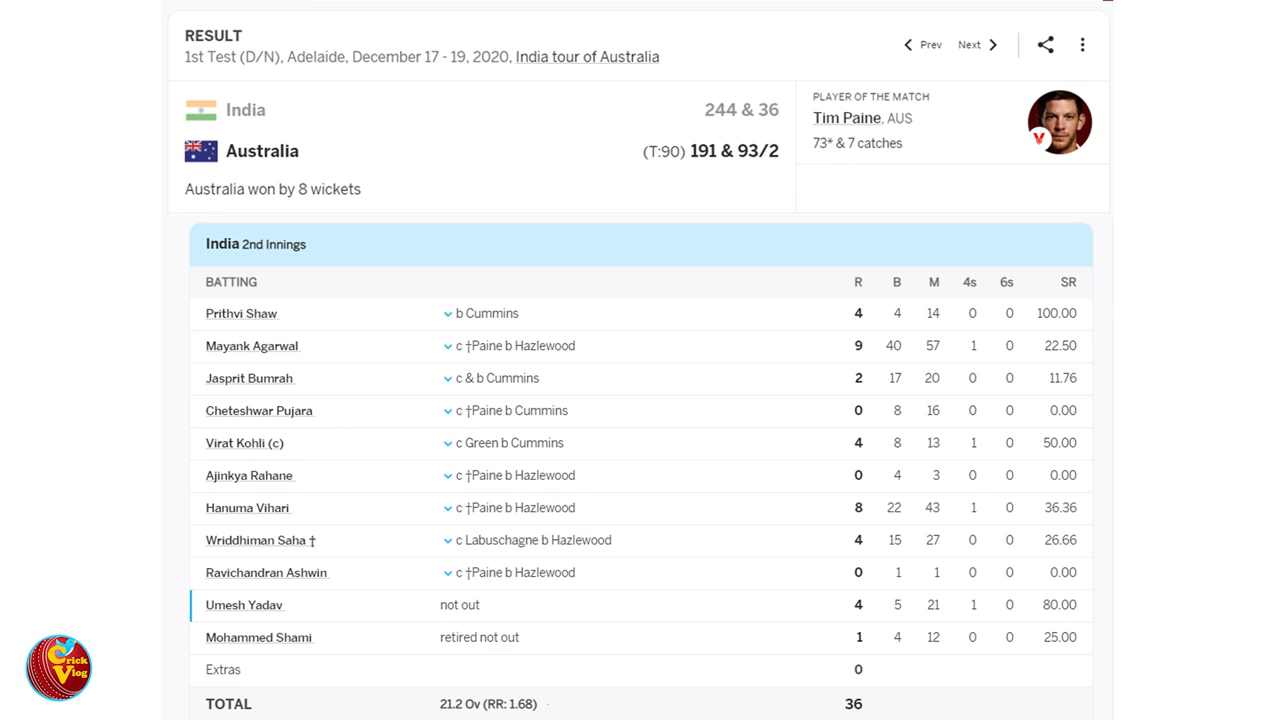 RESULT
1st Test (D/N), Adelaide, December 17 - 19, 2020, India tour of Australia
Prev Next
India 244 & 36
Australia (T:90) 191 & 93/2
Australia won by 8 wickets
PLAYER OF THE MATCH
Tim Paine, AUS
73* & 7 catches
India 2nd Innings
BATTING R B M 4s 6s SR
Prithvi Shaw b Cummins 4 4 14 0 0 100.00
Mayank Agarwal c †Paine b Hazlewood 9 40 57 1 0 22.50
Jasprit Bumrah c & b Cummins 2 17 20 0 0 11.76
Cheteshwar Pujara c †Paine b Cummins 0 8 16 0 0 0.00
Virat Kohli (c) c Green b Cummins 4 8 13 1 0 50.00
Ajinkya Rahane c †Paine b Hazlewood 0 4 3 0 0 0.00
Hanuma Vihari c †Paine b Hazlewood 8 22 43 1 0 36.36
Wriddhiman Saha † c Labuschagne b Hazlewood 4 15 27 0 0 26.66
Ravichandran Ashwin c †Paine b Hazlewood 0 1 1 0 0 0.00
Umesh Yadav not out 4 5 21 1 0 80.00
Mohammed Shami retired not out 1 4 12 0 0 25.00
Extras 0
TOTAL 21.2 Ov (RR: 1.68) 36
Crick
Vlog